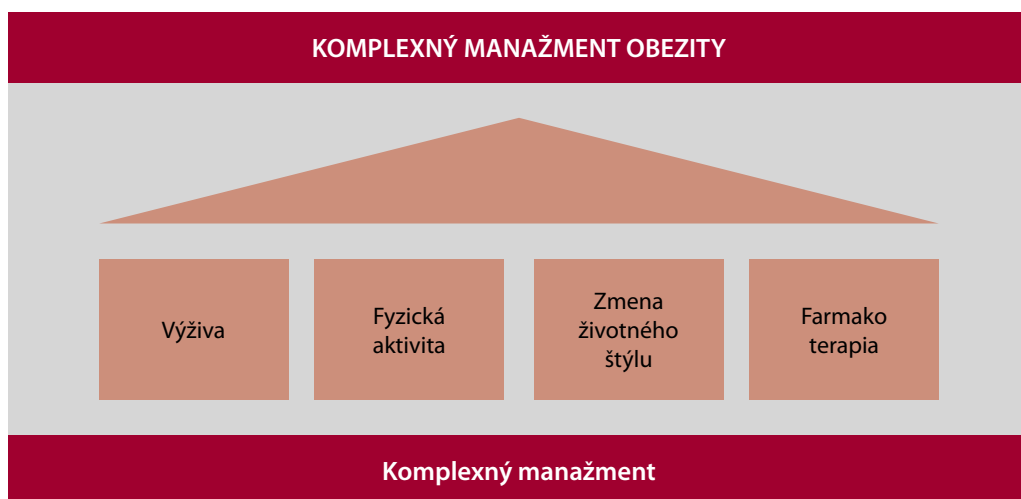 KOMPLEXNÝ MANAŽMENT OBEZITY
Výživa
Fyzická
aktivita
Zmena
životného
štýlu
Farmako
terapia
Komplexný manažment